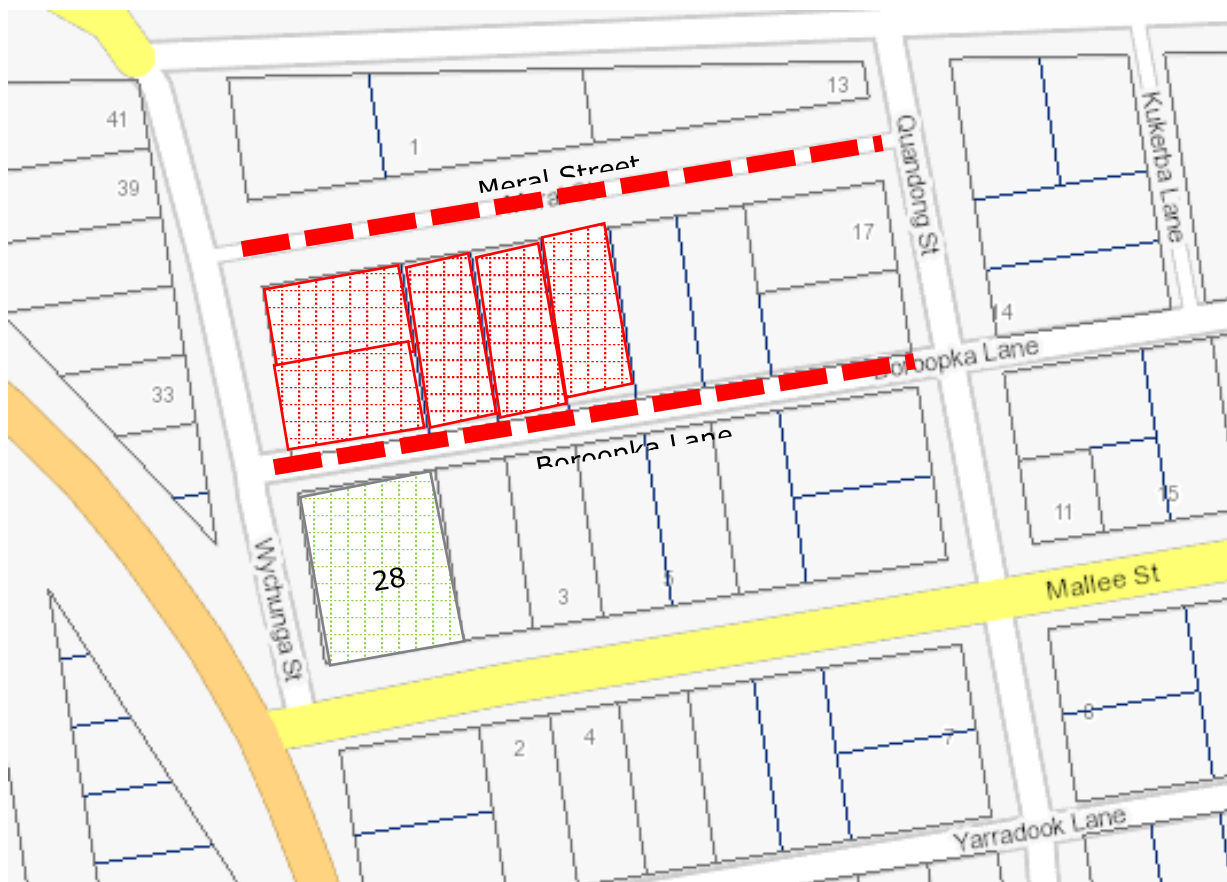 41
13
1
39
Kukerba Lane
Quandong St
Meral Street
17
14
Boroopka Lane
33
Boroopka Lane
11
15
Wychunga St
28
3
5
Mallee St
2
4
7
6
Yarradook Lane